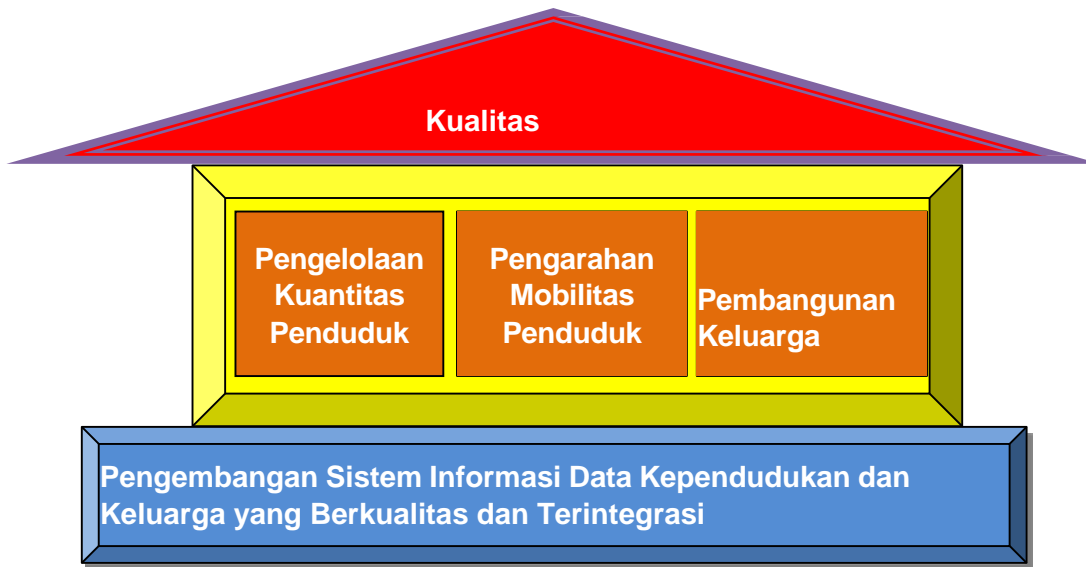 Kualitas
Pengelolaan
Kuantitas
Penduduk
Pengarahan
Mobilitas
Penduduk
Pembangunan
Keluarga
Pengembangan Sistem Informasi Data Kependudukan dan
Keluarga yang Berkualitas dan Terintegrasi